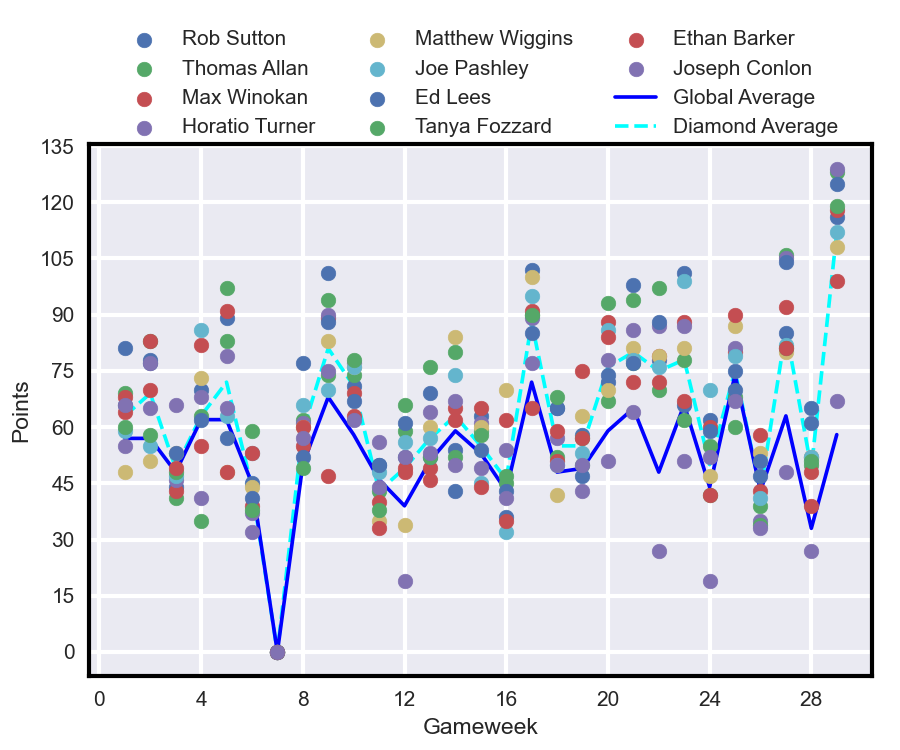 Rob Sutton Matthew Wiggins Ethan Barker
Thomas Allan Joe Pashley Joseph Conlon
Max Winokan Ed Lees Global Average
Horatio Turner Tanya Fozzard Diamond Average
135
120
105
90
75
60
45
30
15
0
Points
0 4 8 12 16 20 24 28
Gameweek